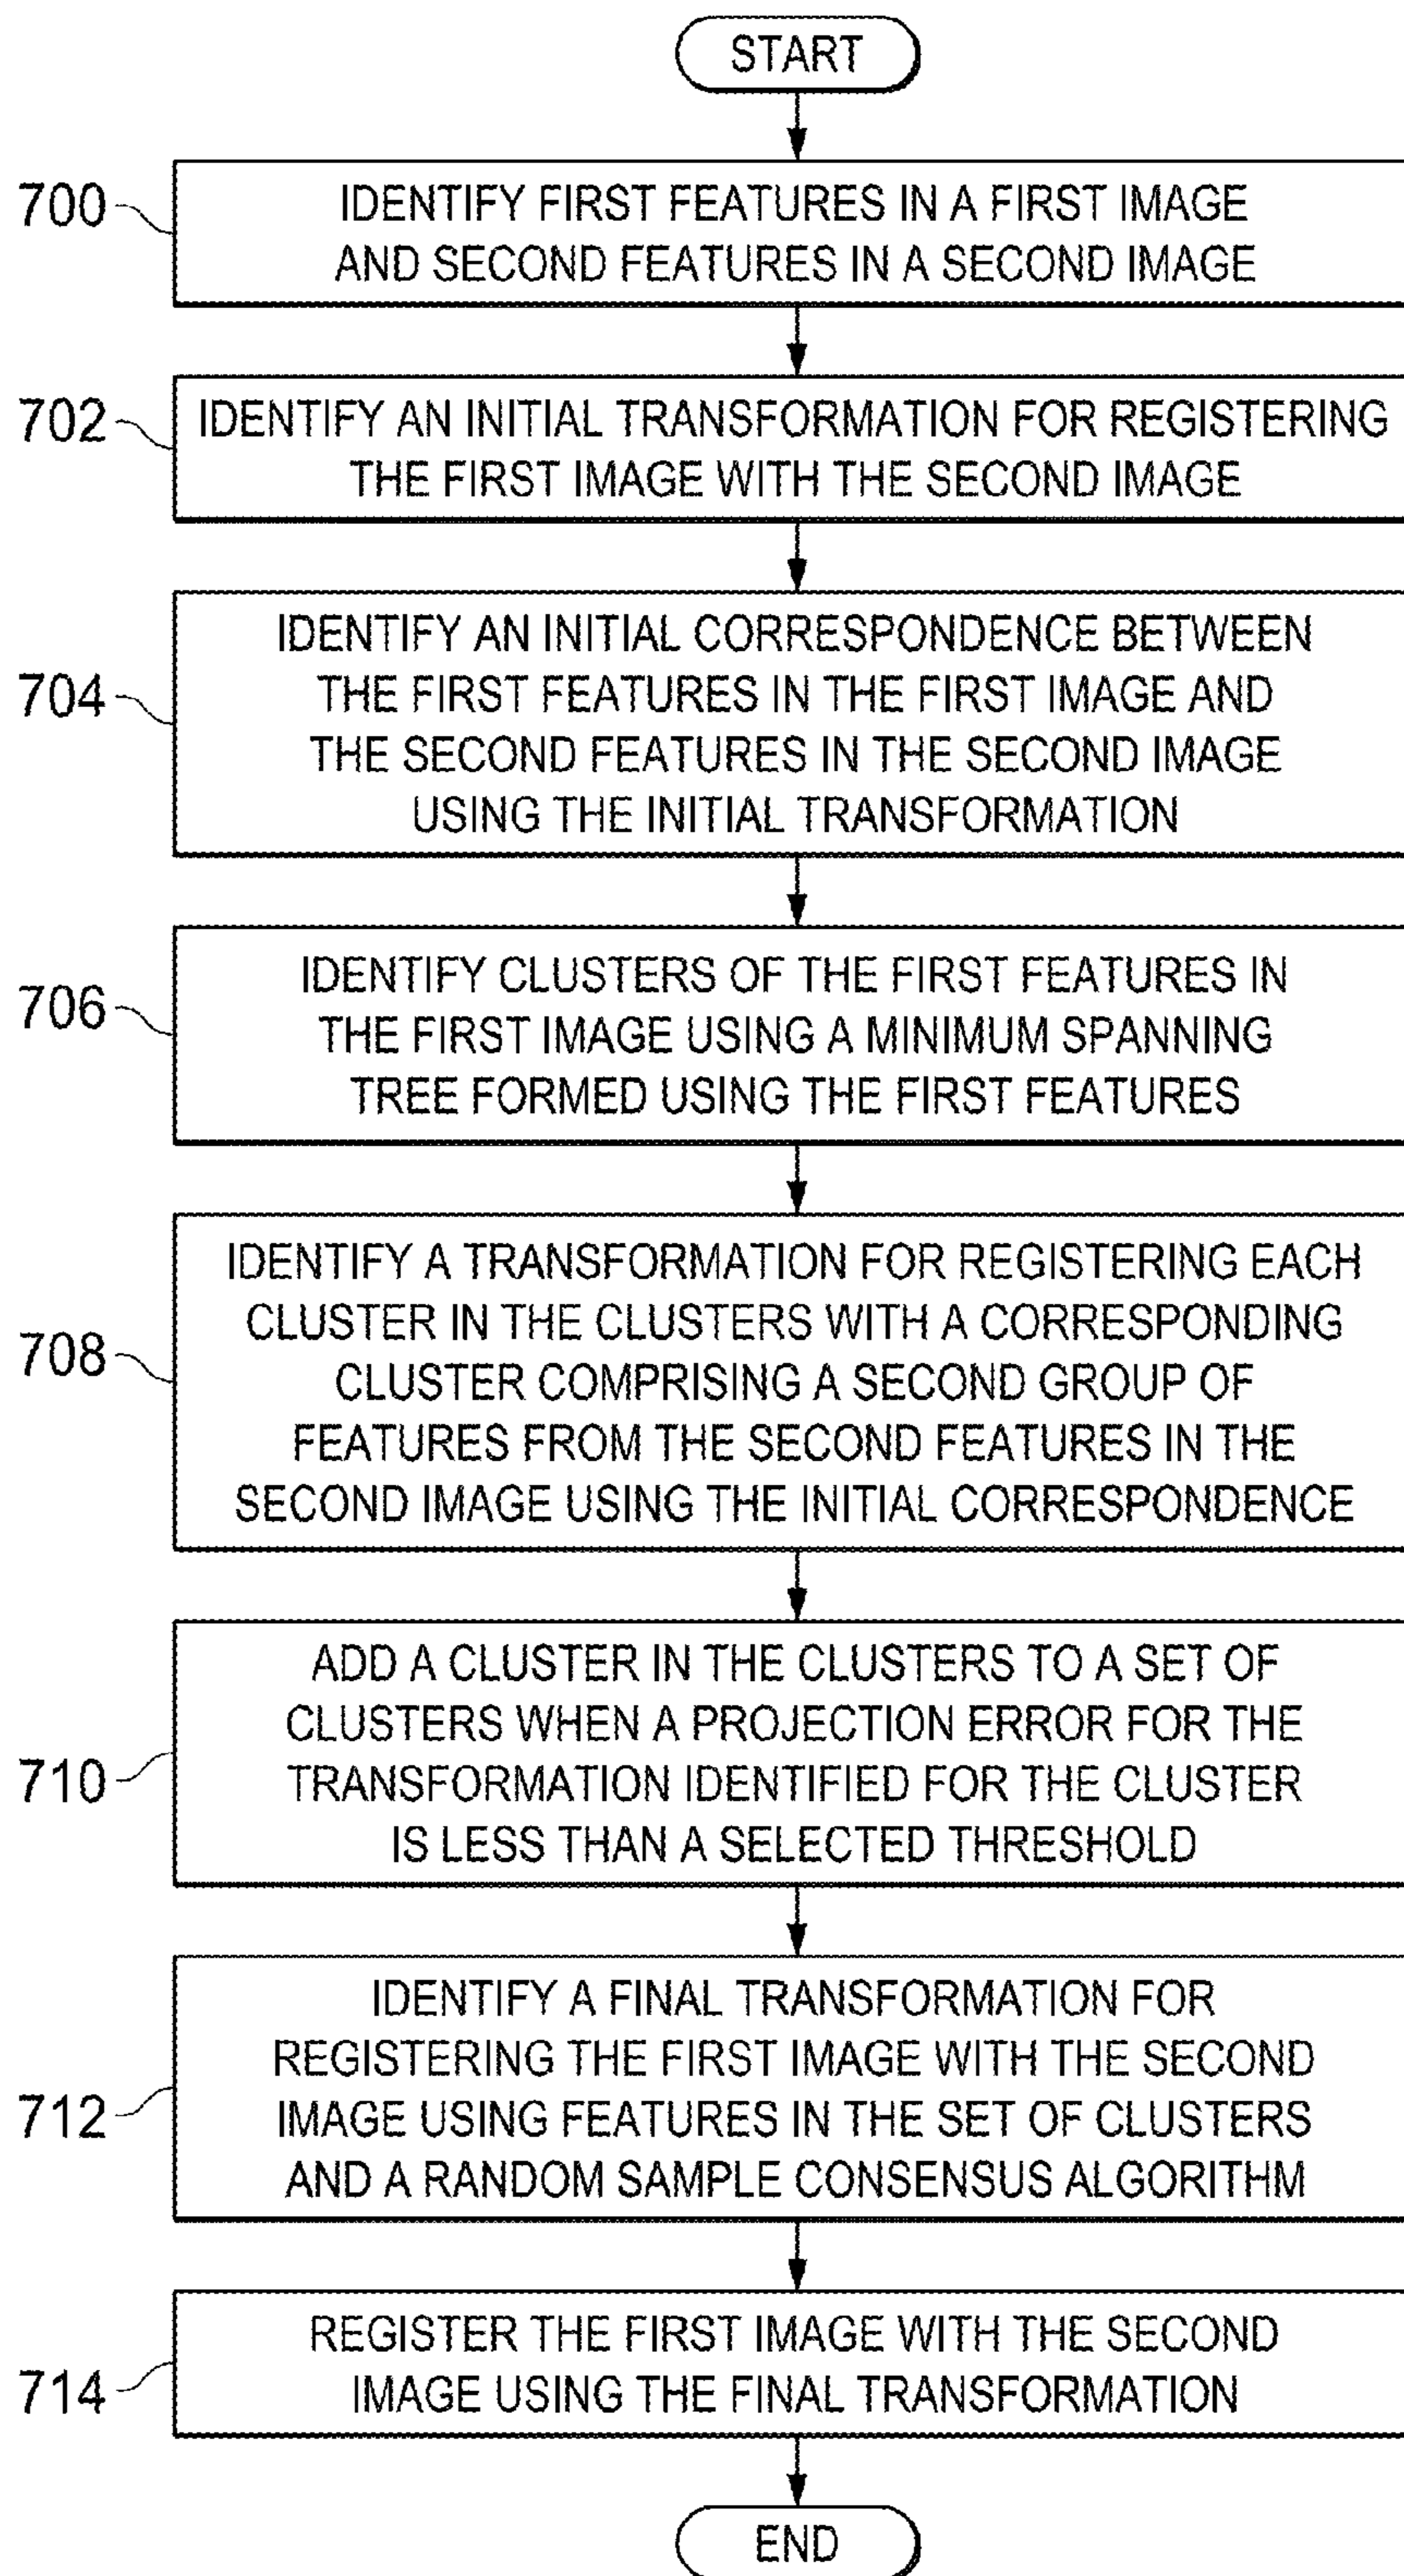 START
700
IDENTIFY FIRST FEATURES IN A FIRST IMAGE
AND SECOND FEATURES IN A SECOND IMAGE
702
IDENTIFY AN INITIAL TRANSFORMATION FOR REGISTERING
THE FIRST IMAGE WITH THE SECOND IMAGE
704
IDENTIFY AN INITIAL CORRESPONDENCE BETWEEN
THE FIRST FEATURES IN THE FIRST IMAGE AND
THE SECOND FEATURES IN THE SECOND IMAGE
USING THE INITIAL TRANSFORMATION
706
IDENTIFY CLUSTERS OF THE FIRST FEATURES IN
THE FIRST IMAGE USING A MINIMUM SPANNING
TREE FORMED USING THE FIRST FEATURES
708
IDENTIFY A TRANSFORMATION FOR REGISTERING EACH
CLUSTER IN THE CLUSTERS WITH A CORRESPONDING
CLUSTER COMPRISING A SECOND GROUP OF
FEATURES FROM THE SECOND FEATURES IN THE
SECOND IMAGE USING THE INITIAL CORRESPONDENCE
710
ADD A CLUSTER IN THE CLUSTERS TO A SET OF
CLUSTERS WHEN A PROJECTION ERROR FOR THE
TRANSFORMATION IDENTIFIED FOR THE CLUSTER
IS LESS THAN A SELECTED THRESHOLD
712
IDENTIFY A FINAL TRANSFORMATION FOR
REGISTERING THE FIRST IMAGE WITH THE SECOND
IMAGE USING FEATURES IN THE SET OF CLUSTERS
AND A RANDOM SAMPLE CONSENSUS ALGORITHM
714
REGISTER THE FIRST IMAGE WITH THE SECOND
IMAGE USING THE FINAL TRANSFORMATION
END